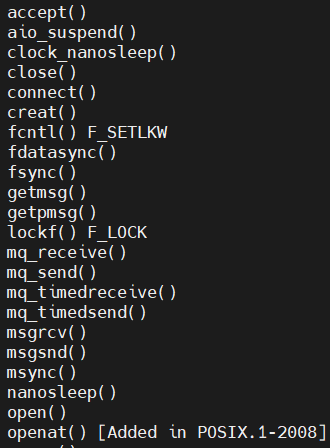 accept()
aio_suspend()
clock_nanosleep()
close()
connect()
creat()
fcntl() F_SETLKW
fdatasync()
fsync()
getmsg()
getpmsg()
lockf() F_LOCK
mq_receive()
mq_send()
mq_timedreceive()
mq_timedsend()
msgrcv()
msgsnd()
msync()
nanosleep()
open()
openat() [Added in POSIX.1-2008]